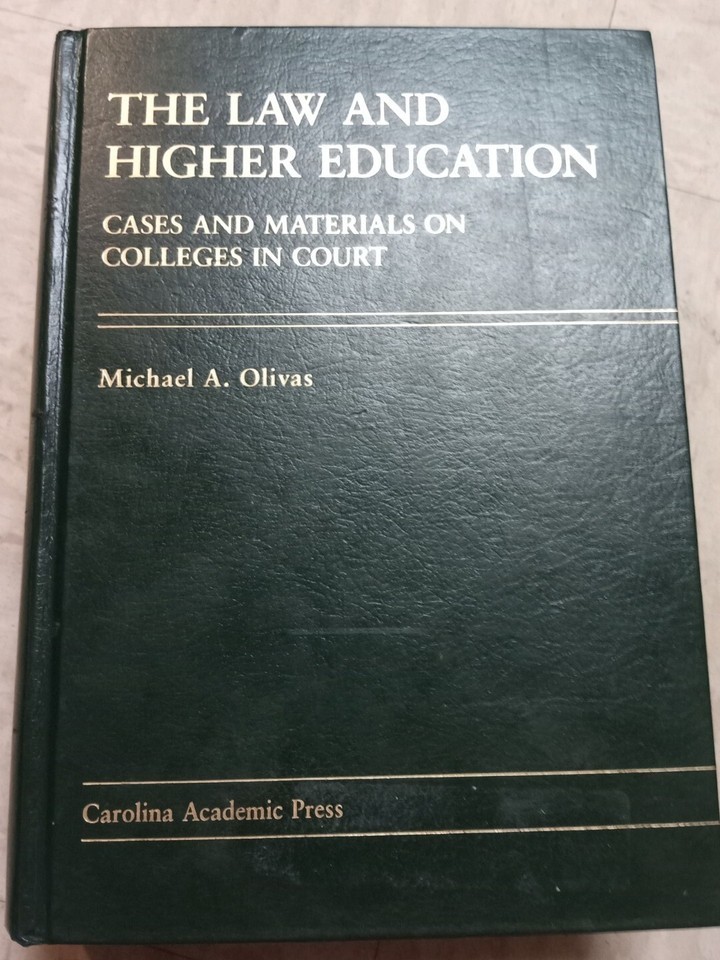 THE LAW AND
HIGHER EDUCATION
CASES AND MATERIALS ON
COLLEGES IN COURT
Michael A. Olivas
Carolina Academic Press